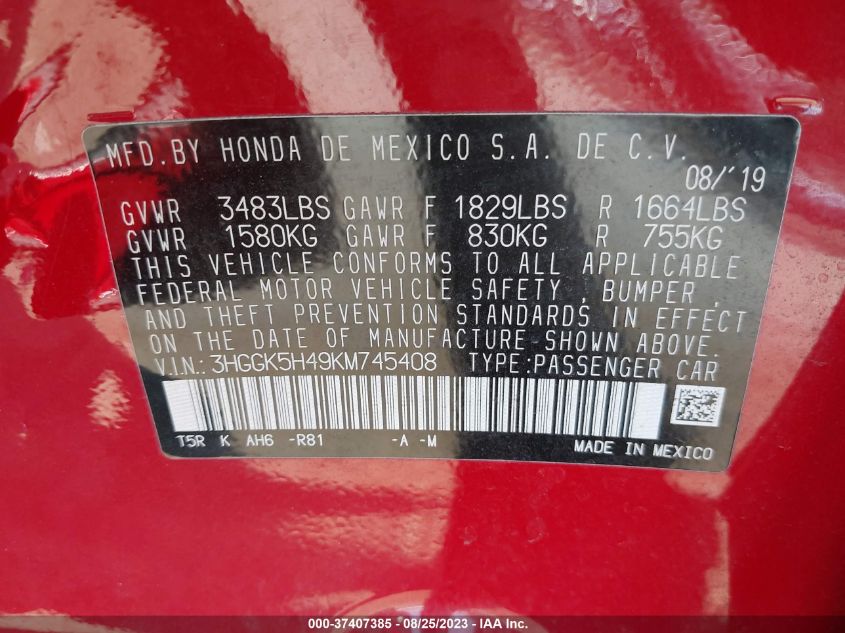 MFD.BY HONDA DE MEXICO S.A. DE C.V.
08/'19
GVWR 3483LBS GAWR F 1829LBS R 1664LBS
GVWR 1580KG GAWR F 830KG R 755KG
THIS VEHICLE CONFORMS TO ALL APPLICABLE
FEDERAL MOTOR VEHICLE SAFETY , BUMPER ,
AND THEFT PREVENTION STANDARDS IN EFFECT
ON THE DATE OF MANUFACTURE SHOWN ABOVE.
V.I.N.: 3HGGK5H49KM745408 TYPE:PASSENGER CAR
T5R K AH6 -R81 -A -M MADE IN MEXICO
000-37407385 - 08/25/2023 - IAA Inc.